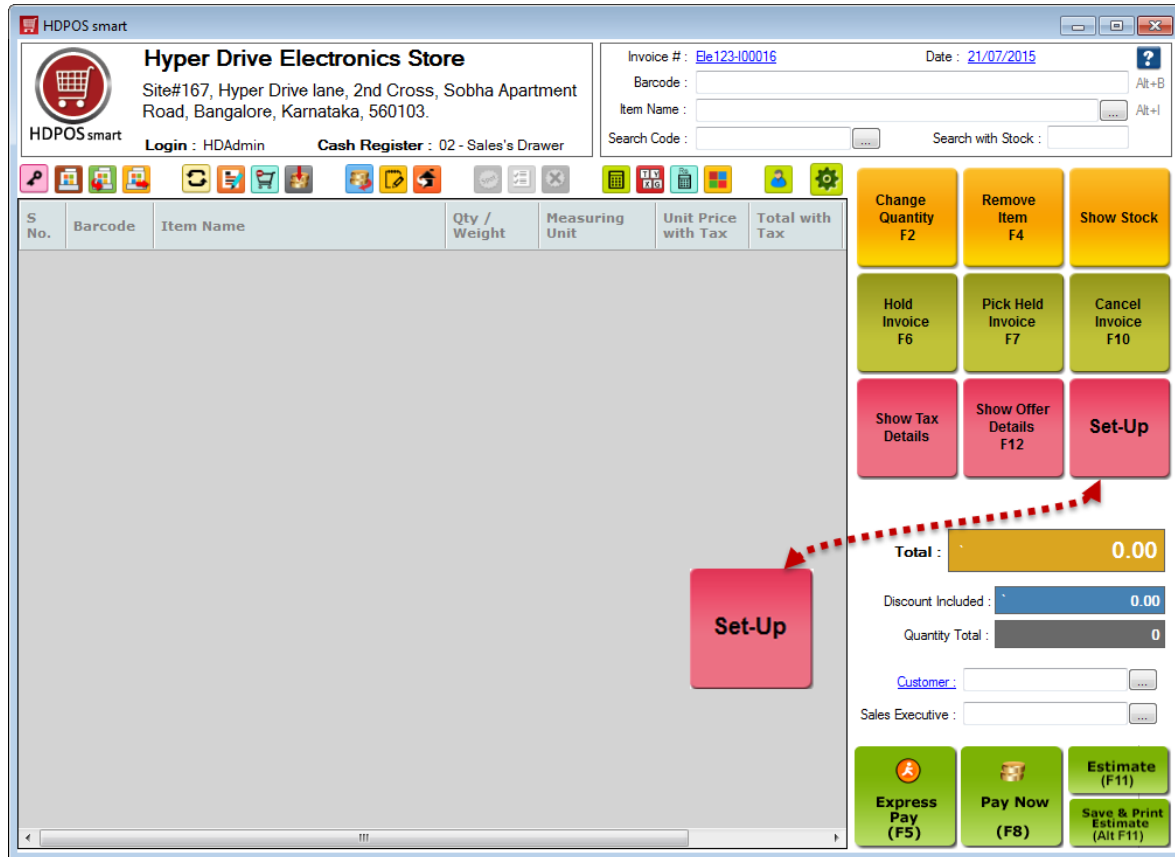 HDPOS smart
HDPOS smart
Hyper Drive Electronics Store
Site#167, Hyper Drive lane, 2nd Cross, Sobha Apartment
Road, Bangalore, Karnataka, 560103.
Login : HDAdmin Cash Register : 02 - Sales's Drawer
Invoice # : Ele123-I00016 Date : 21/07/2015 ?
Barcode : Alt+B
Item Name : ... Alt+I
Search Code : ... Search with Stock :
S
No.
Barcode
Item Name
Qty /
Weight
Measuring
Unit
Unit Price
with Tax
Total with
Tax
Change
Quantity
F2
Remove
Item
F4
Show Stock
Hold
Invoice
F6
Pick Held
Invoice
F7
Cancel
Invoice
F10
Show Tax
Details
Show Offer
Details
F12
Set-Up
Set-Up
Total : ` 0.00
Discount Included : ` 0.00
Quantity Total : 0
Customer : ...
Sales Executive : ...
Express
Pay
(F5)
Pay Now
(F8)
Estimate
(F11)
Save & Print
Estimate
(Alt F11)